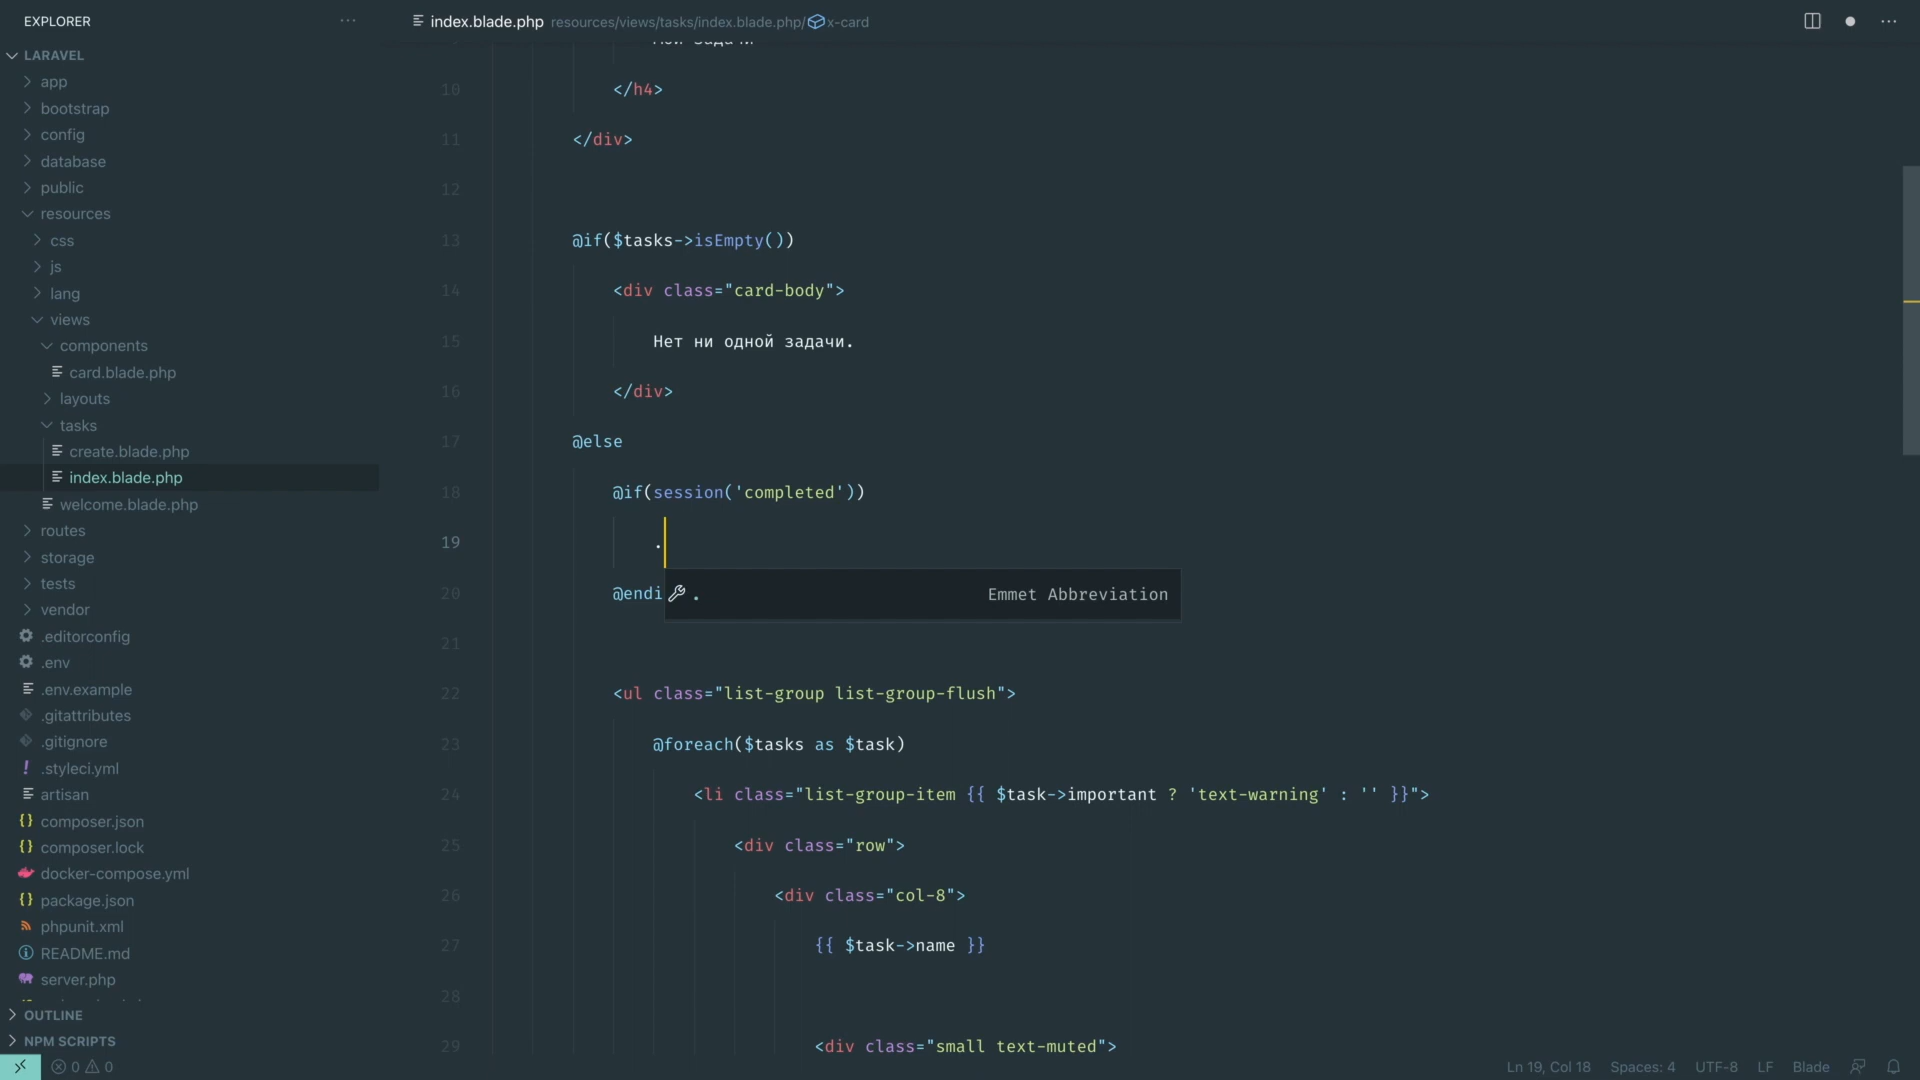 EXPLORER
LARAVEL
app
bootstrap
config
database
public
resources
css
js
lang
views
components
card.blade.php
layouts
tasks
create.blade.php
index.blade.php
welcome.blade.php
routes
storage
tests
vendor
.editorconfig
.env
.env.example
.gitattributes
.gitignore
.styleci.yml
artisan
composer.json
composer.lock
docker-compose.yml
package.json
phpunit.xml
README.md
server.php
OUTLINE
NPM SCRIPTS
index.blade.php resources/views/tasks/index.blade.php/ x-card
10 </h4>
11 </div>
12
13 @if($tasks->isEmpty())
14 <div class="card-body">
15 Нет ни одной задачи.
16 </div>
17 @else
18 @if(session('completed'))
19 .
20 @endi . Emmet Abbreviation
21
22 <ul class="list-group list-group-flush">
23 @foreach($tasks as $task)
24 <li class="list-group-item {{ $task->important ? 'text-warning' : '' }}">
25 <div class="row">
26 <div class="col-8">
27 {{ $task->name }}
28
29 <div class="small text-muted">
0 0 Ln 19, Col 18 Spaces: 4 UTF-8 LF Blade